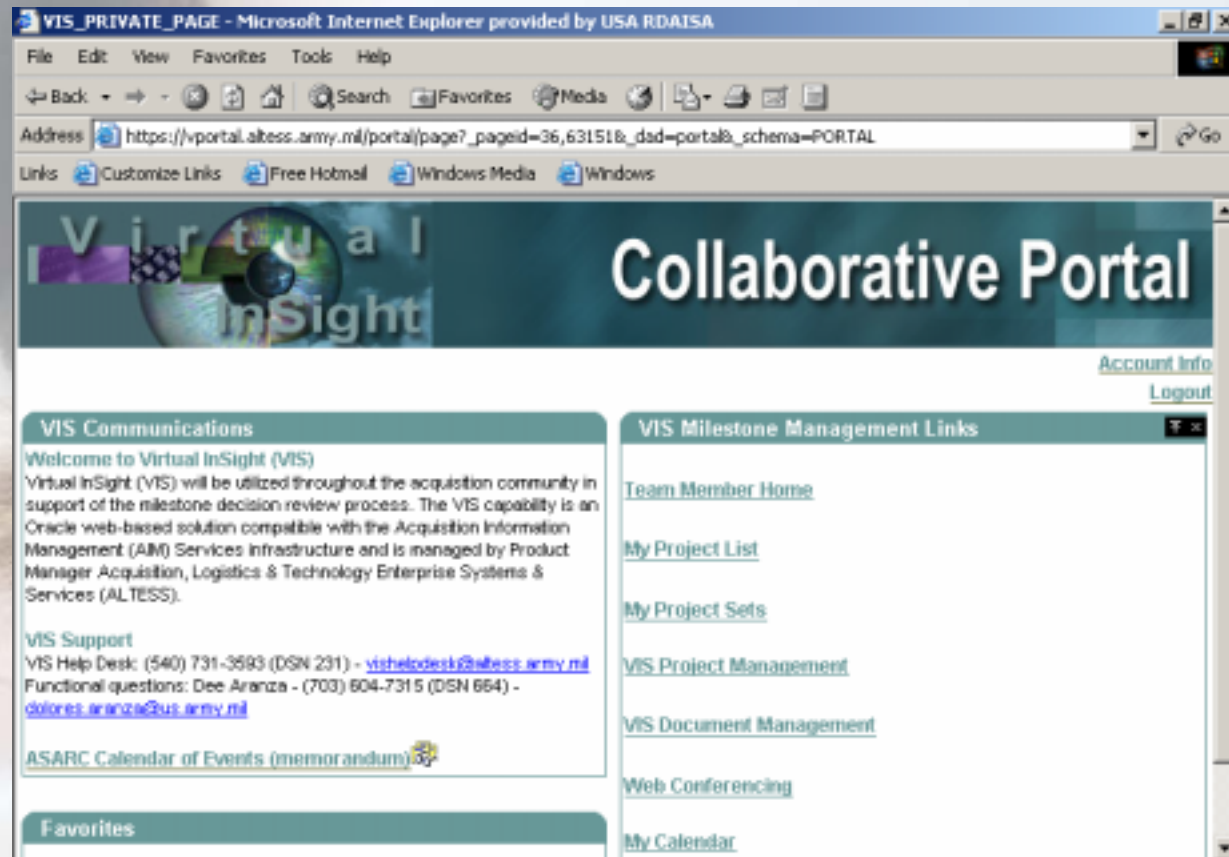 VIS_PRIVATE_PAGE - Microsoft Internet Explorer provided by USA RDAISA
File Edit View Favorites Tools Help
Back Search Favorites Media
Address https://vportal.altess.army.mil/portal/page?_pageid=36,63151&_dad=portal&_schema=PORTAL Go
Links Customize Links Free Hotmail Windows Media Windows
Virtual
InSight
Collaborative Portal
Account Info
Logout
VIS Communications
Welcome to Virtual InSight (VIS)
Virtual InSight (VIS) will be utilized throughout the acquisition community in
support of the milestone decision review process. The VIS capability is an
Oracle web-based solution compatible with the Acquisition Information
Management (AIM) Services infrastructure and is managed by Product
Manager Acquisition, Logistics & Technology Enterprise Systems &
Services (ALTESS).
VIS Support
VIS Help Desk: (540) 731-3593 (DSN 231) - vishelpdesk@altess.army.mil
Functional questions: Dee Aranza - (703) 604-7315 (DSN 664) -
dolores.aranza@us.army.mil
ASARC Calendar of Events (memorandum)
Favorites
VIS Milestone Management Links
Team Member Home
My Project List
My Project Sets
VIS Project Management
VIS Document Management
Web Conferencing
My Calendar